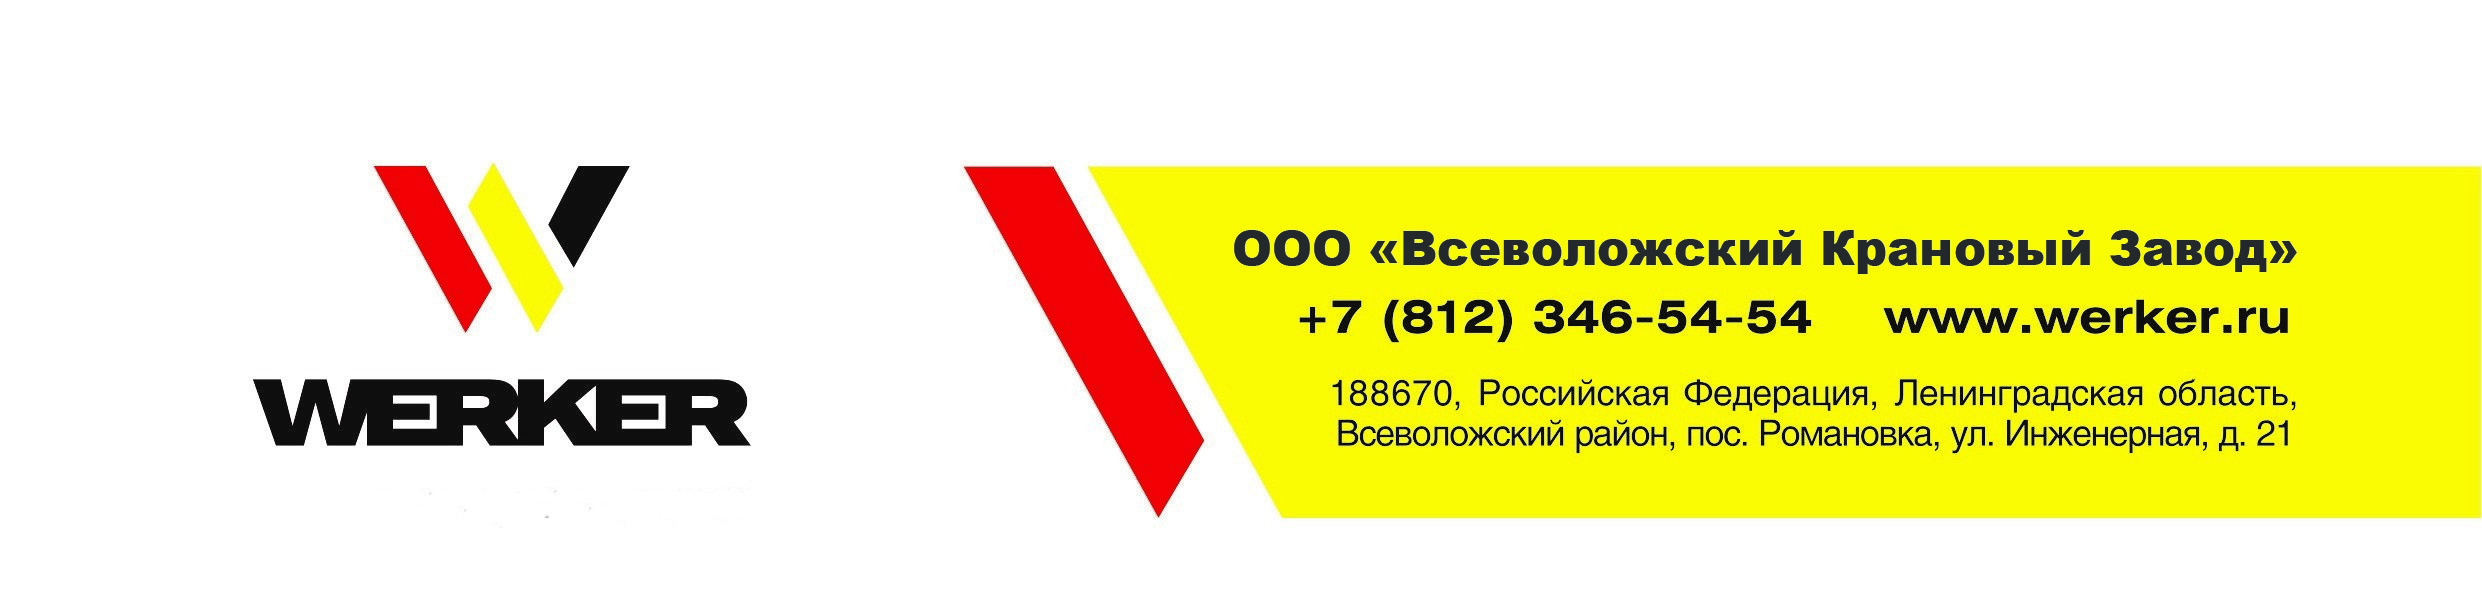 WERKER
ООО «Всеволожский Крановый Завод»
+7 (812) 346-54-54 www.werker.ru
188670, Российская Федерация, Ленинградская область,
Всеволожский район, пос. Романовка, ул. Инженерная, д. 21